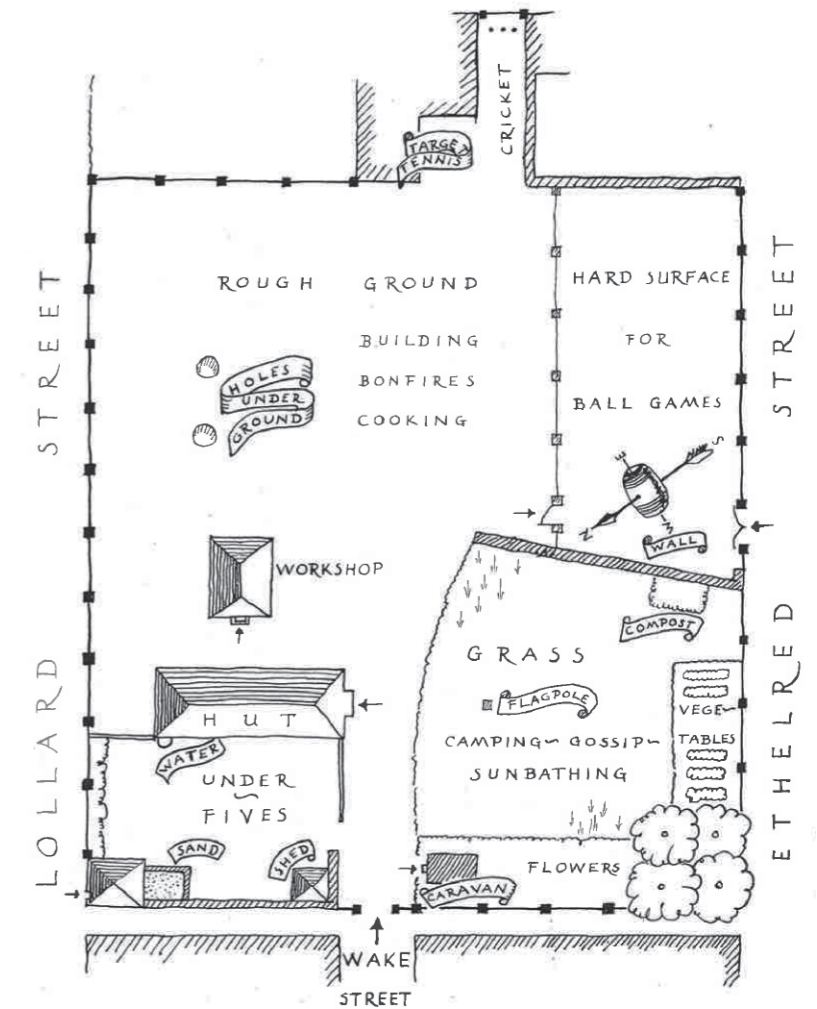 CRICKET
TARGET
TENNIS
ROUGH GROUND
BUILDING
BONFIRES
COOKING
HOLES
UNDER
GROUND
HARD SURFACE
FOR
BALL GAMES
LOLLARD STREET
ETHELRED STREET
E
S
N
W
WALL
WORKSHOP
COMPOST
GRASS
FLAGPOLE
CAMPING~ GOSSIP~
SUNBATHING
VEGE~
TABLES
HUT
WATER
UNDER
~
FIVES
SAND
SHED
FLOWERS
CARAVAN
WAKE
STREET